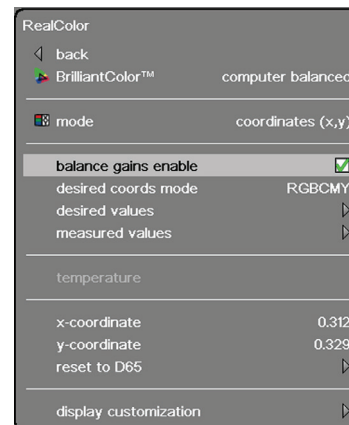 RealColor
back
BrilliantColor™ computer balanced
mode coordinates (x,y)
balance gains enable
desired coords mode RGBCMY
desired values
measured values
temperature
x-coordinate 0.312
y-coordinate 0.329
reset to D65
display customization